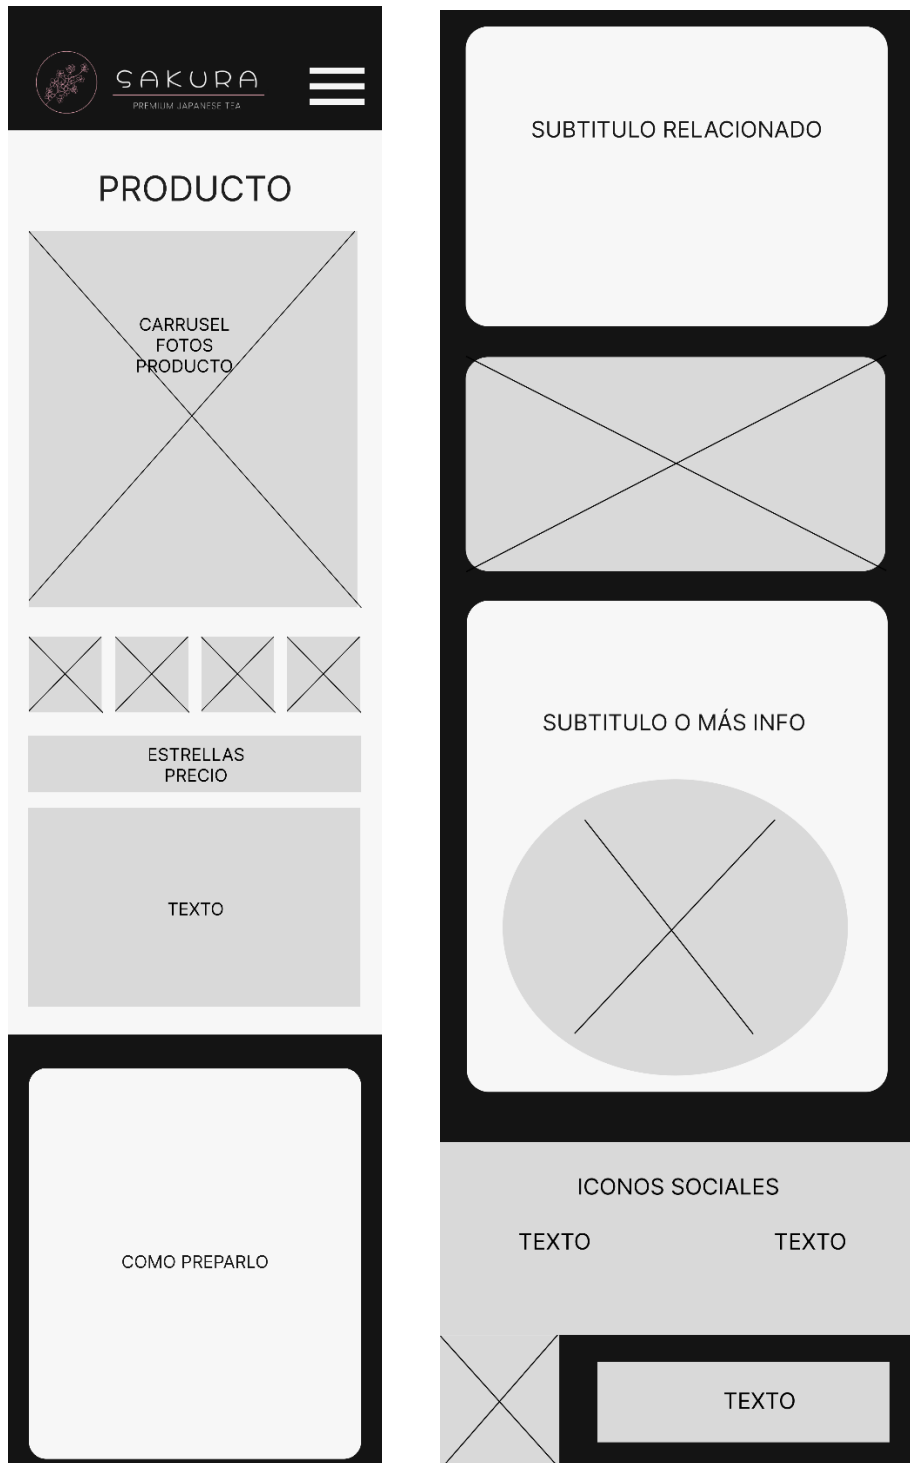 SAKURA
PREMIUM JAPANESE TEA
PRODUCTO
CARRUSEL
FOTOS
PRODUCTO
ESTRELLAS
PRECIO
TEXTO
COMO PREPARLO
SUBTITULO RELACIONADO
SUBTITULO O MÁS INFO
ICONOS SOCIALES
TEXTO
TEXTO
TEXTO